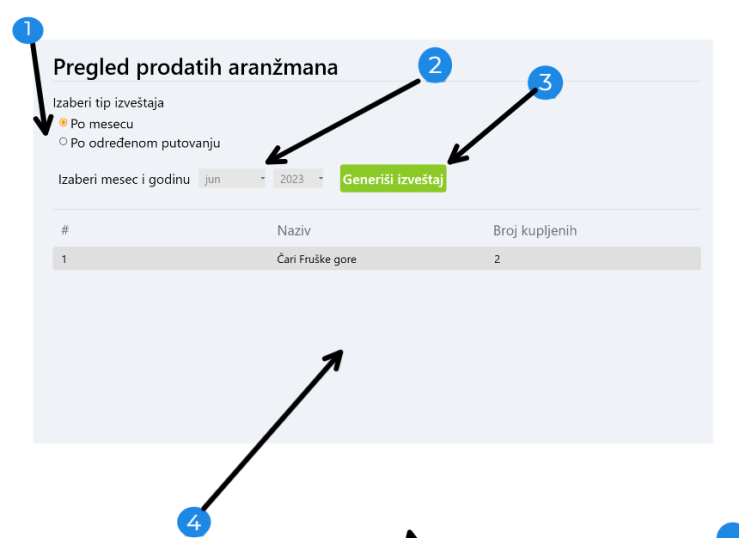 1
Pregled prodatih aranžmana
2
3
Izaberi tip izveštaja
Po mesecu
Po određenom putovanju
Izaberi mesec i godinu jun 2023 Generiši izveštaj
# Naziv Broj kupljenih
1 Čari Fruške gore 2
4